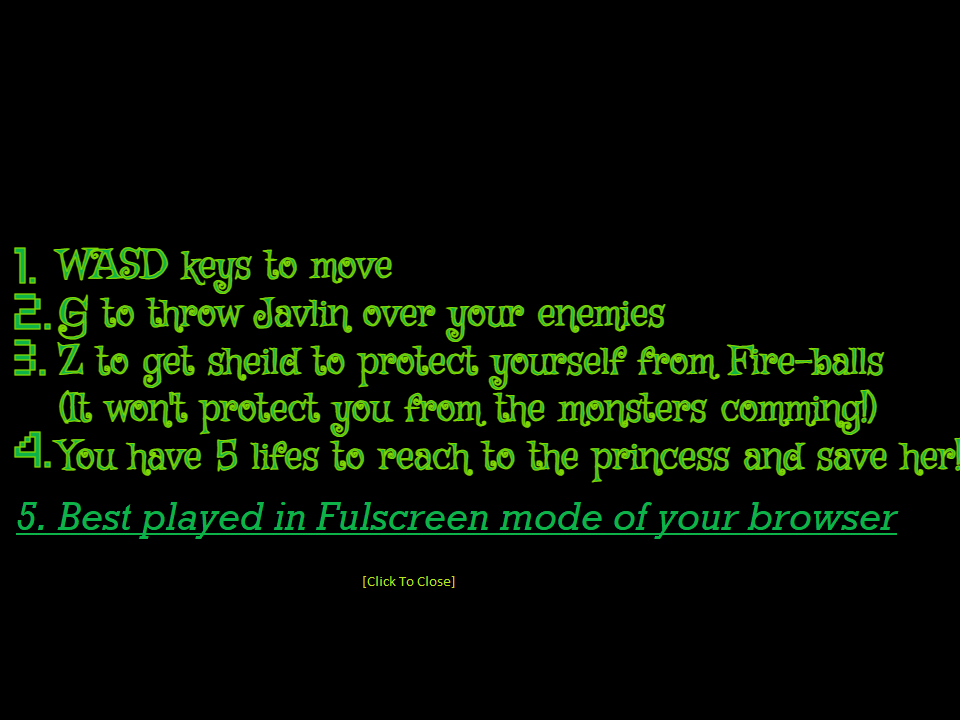 1. WASD keys to move
2. G to throw Javlin over your enemies
3. Z to get sheild to protect yourself from Fire-balls
(It won't protect you from the monsters comming!)
4. You have 5 lifes to reach to the princess and save her!
5. Best played in Fulscreen mode of your browser
[Click To Close]